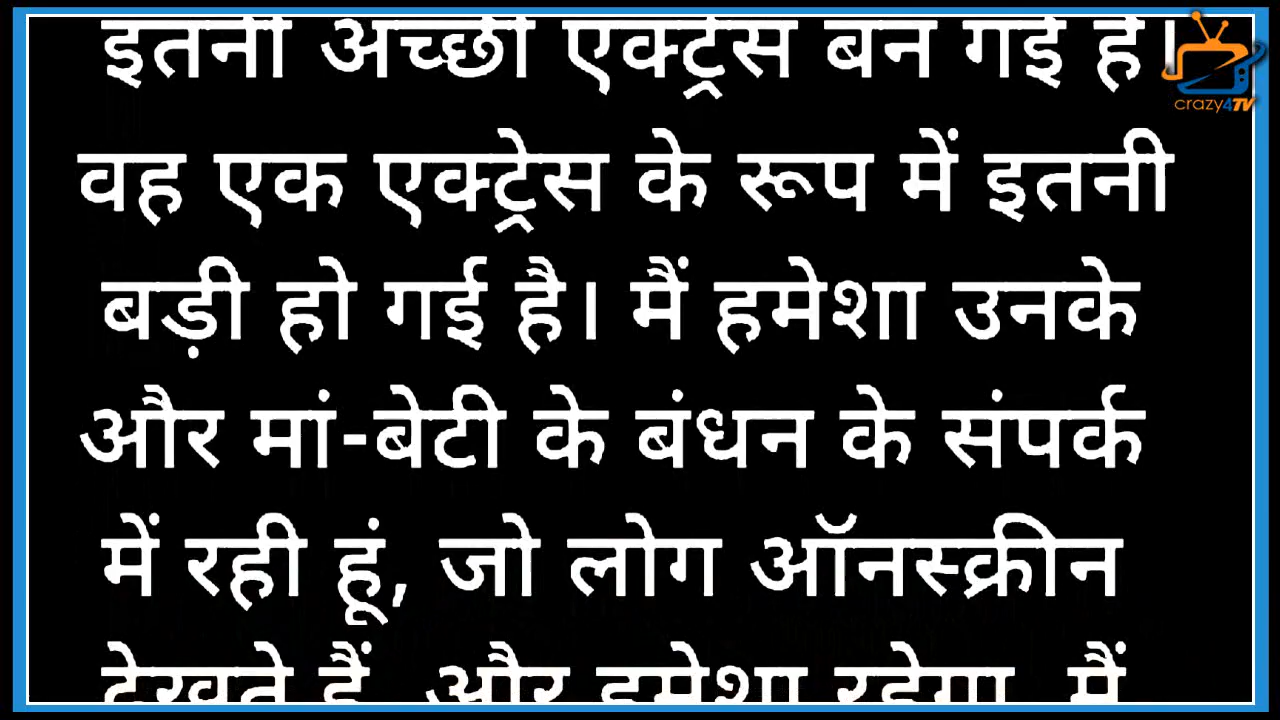 इतनी अच्छी एक्ट्रेस बन गई है।
crazy4TV
वह एक एक्ट्रेस के रूप में इतनी
बड़ी हो गई है। मैं हमेशा उनके
और मां-बेटी के बंधन के संपर्क
में रही हूं, जो लोग ऑनस्क्रीन
देखते हैं, और हमेशा रहेगा, मैं